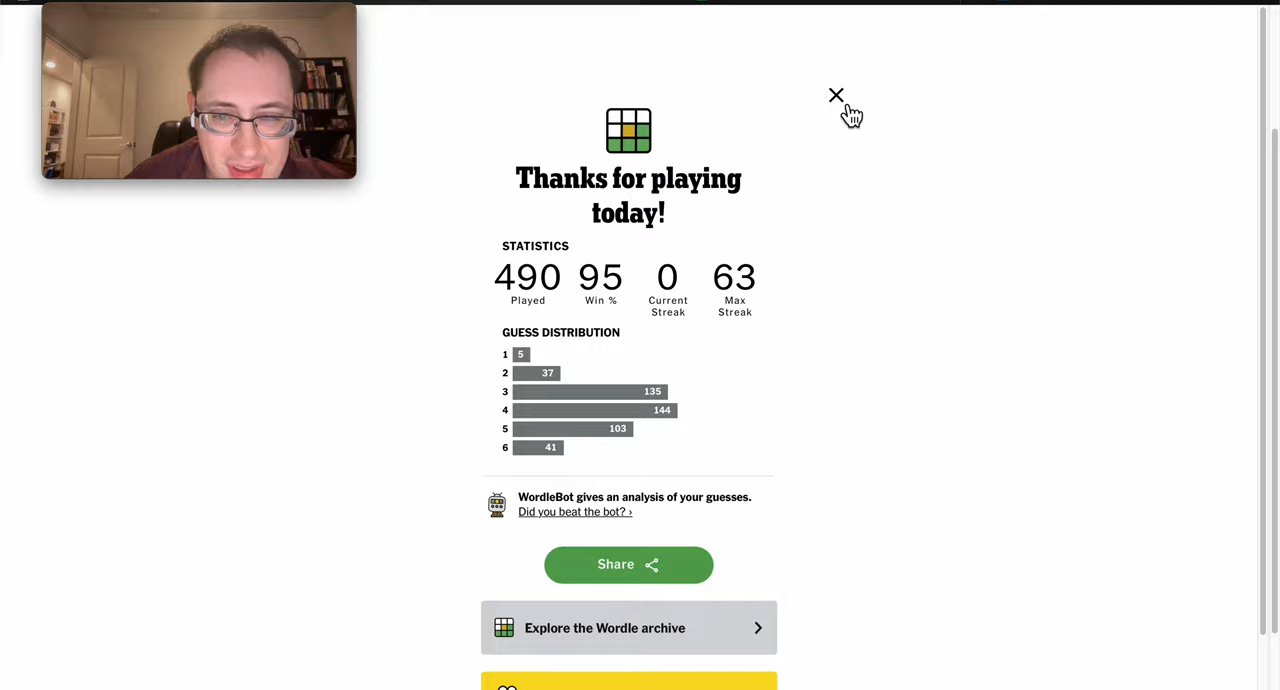 Thanks for playing
today!
STATISTICS
490 95 0 63
Played Win % Current Max
Streak Streak
GUESS DISTRIBUTION
1 5
2 37
3 135
4 144
5 103
6 41
WordleBot gives an analysis of your guesses.
Did you beat the bot? ›
Share
Explore the Wordle archive